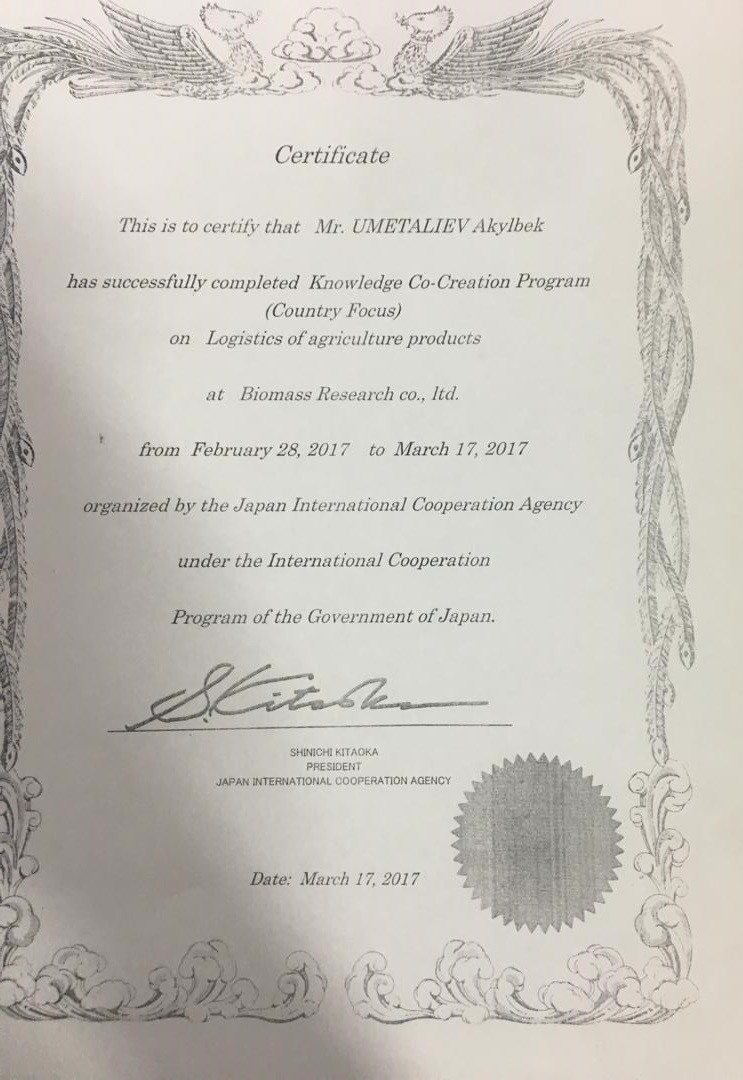 Certificate
This is to certify that Mr. UMETALIEV Akylbek
has successfully completed Knowledge Co-Creation Program
(Country Focus)
on Logistics of agriculture products
at Biomass Research co., ltd.
from February 28, 2017 to March 17, 2017
organized by the Japan International Cooperation Agency
under the International Cooperation
Program of the Government of Japan.
S. Kitaoka
SHINICHI KITAOKA
PRESIDENT
JAPAN INTERNATIONAL COOPERATION AGENCY
Date: March 17, 2017